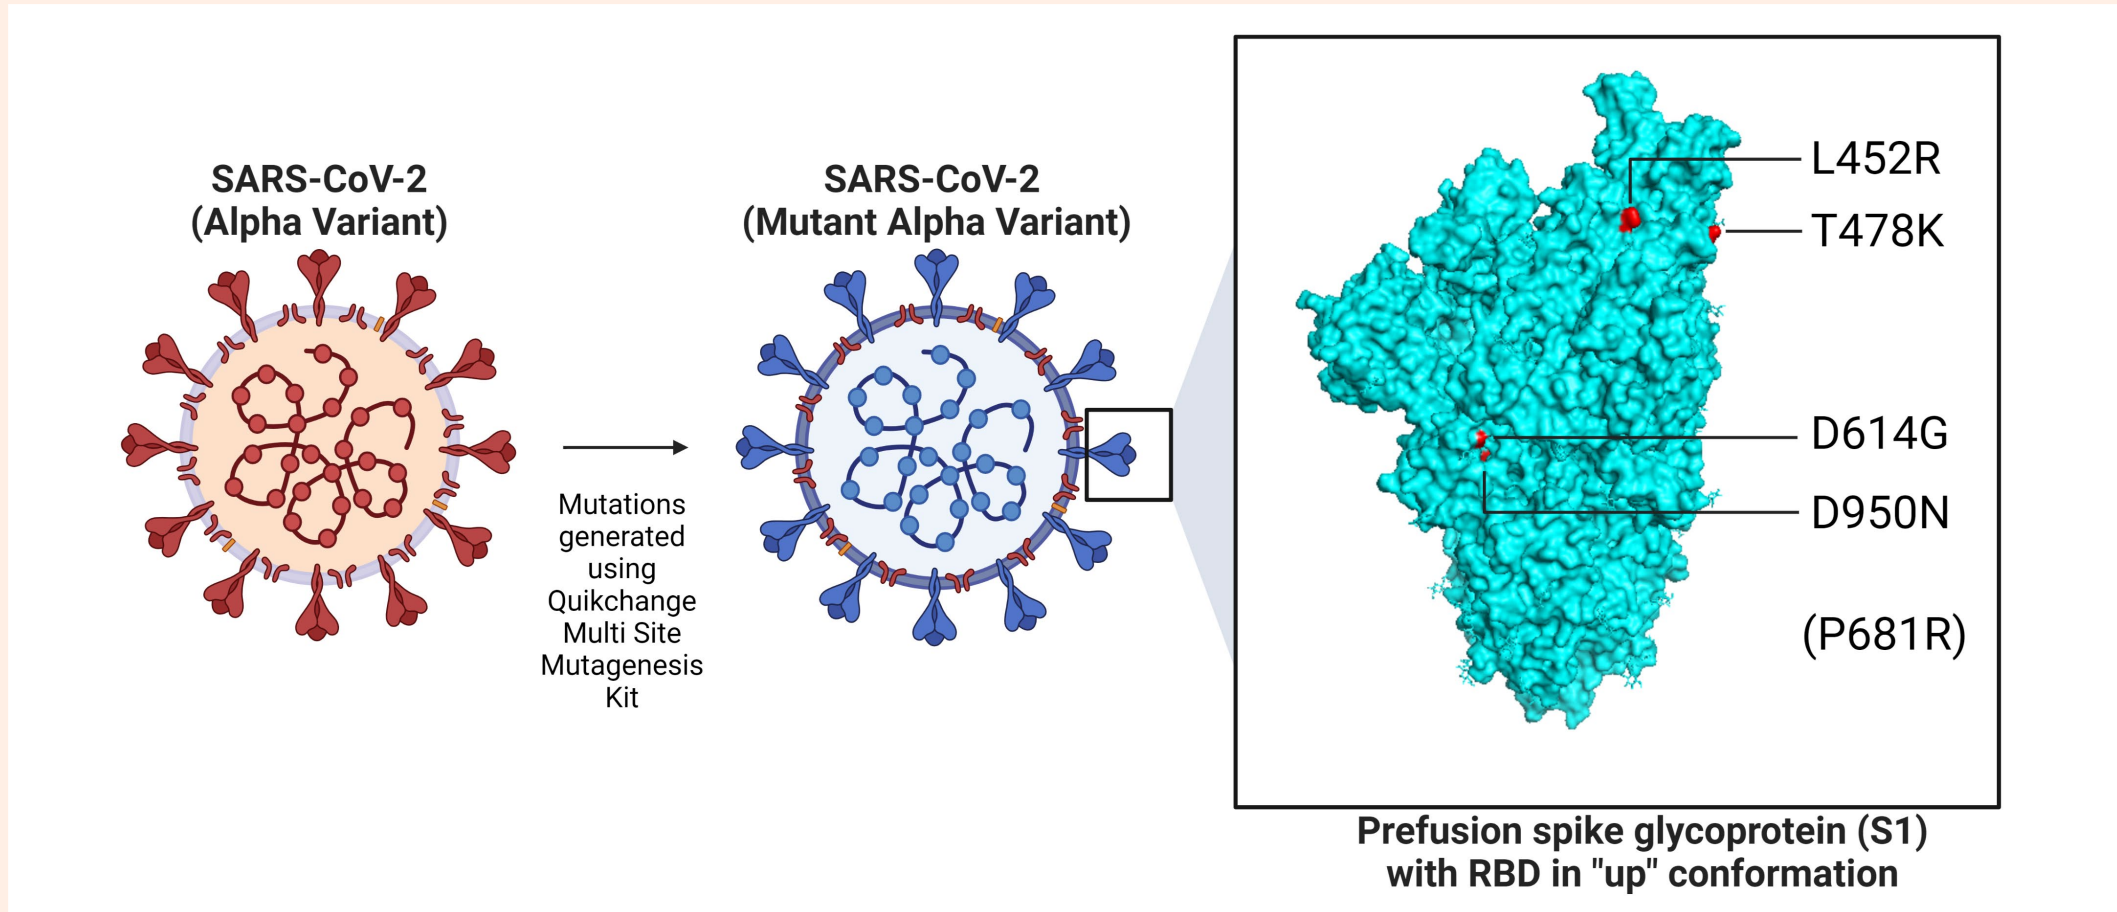 SARS-CoV-2
(Alpha Variant)
Mutations
generated
using
Quikchange
Multi Site
Mutagenesis
Kit
SARS-CoV-2
(Mutant Alpha Variant)
L452R
T478K
D614G
D950N
(P681R)
Prefusion spike glycoprotein (S1)
with RBD in "up" conformation